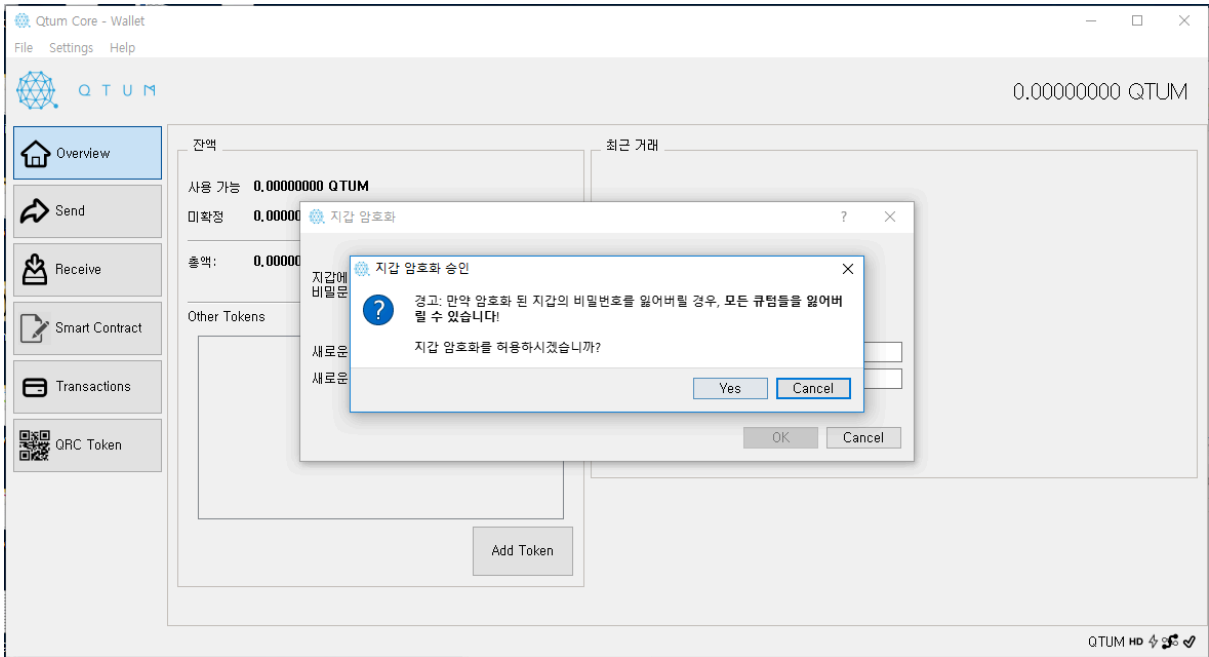 Qtum Core - Wallet
File Settings Help
QTUM
0.00000000 QTUM
Overview
Send
Receive
Smart Contract
Transactions
QRC Token
잔액
사용 가능 0.00000000 QTUM
미확정 0.00000
총액: 0.00000
Other Tokens
Add Token
최근 거래
지갑 암호화
?
지갑에
비밀문
새로운
새로운
OK Cancel
지갑 암호화 승인
경고: 만약 암호화 된 지갑의 비밀번호를 잃어버릴 경우, 모든 큐텀들을 잃어버
릴 수 있습니다!
지갑 암호화를 허용하시겠습니까?
Yes Cancel
QTUM HD